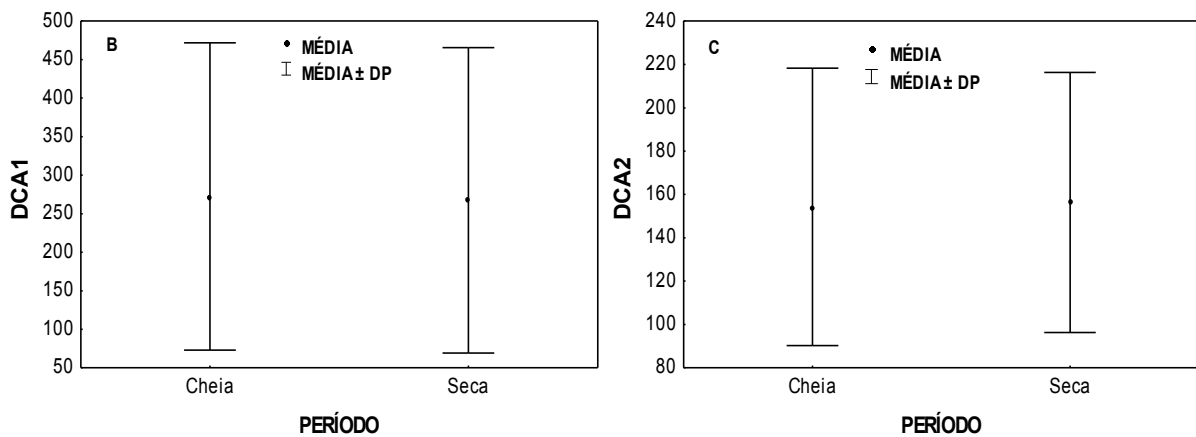 B
MÉDIA
MÉDIA ± DP
DCA1
500
450
400
350
300
250
200
150
100
50
Cheia Seca
PERÍODO
C
MÉDIA
MÉDIA ± DP
DCA2
240
220
200
180
160
140
120
100
80
Cheia Seca
PERÍODO